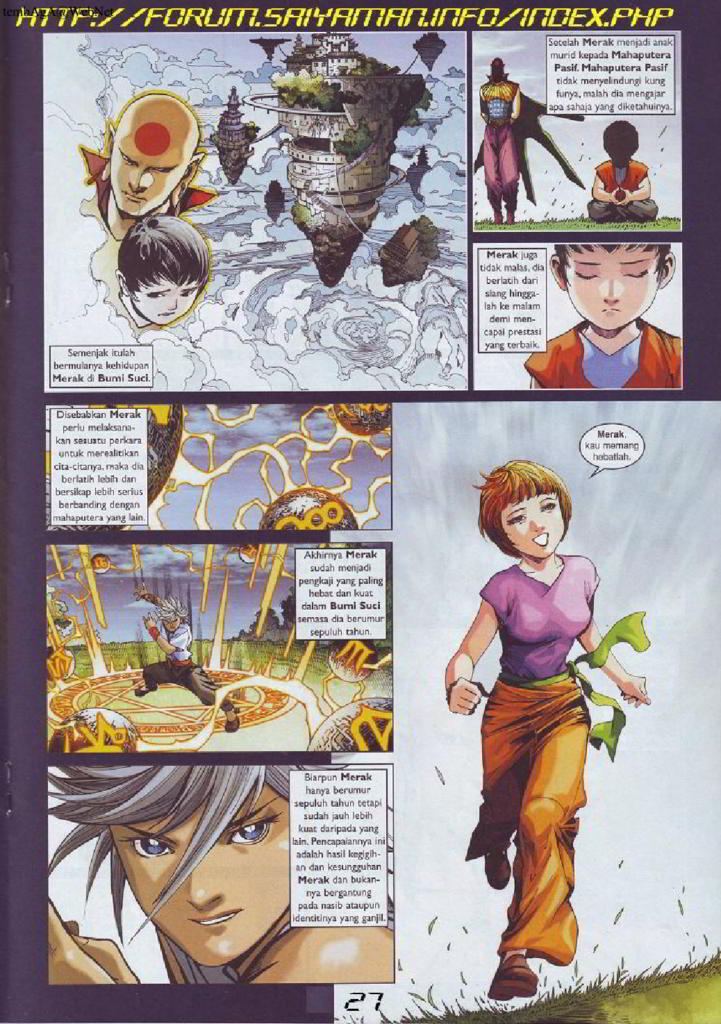 HTTP://FORUM.SAIYAMAN.INFO/INDEX.PHP
Setelah Merak menjadi anak
murid kepada Mahaputera
Pasif. Mahaputera Pasif
tidak menyelindungi kung
funya, malah dia mengajar
apa sahaja yang diketahuinya.
Semenjak itulah
bermulanya kehidupan
Merak di Bumi Suci.
Merak juga
tidak malas, dia
berlatih dari
siang hingga-
lah ke malam
demi men-
capai prestasi
yang terbaik.
Disebabkan Merak
perlu melaksana-
kan sesuatu perkara
untuk merealitikan
cita-citanya, maka dia
berlatih lebih dan
bersikap lebih serius
berbanding dengan
mahaputera yang lain.
Merak,
kau memang
hebatlah.
Akhirnya Merak
sudah menjadi
pengkaji yang paling
hebat dan kuat
dalam Bumi Suci
semasa dia berumur
sepuluh tahun.
Biarpun Merak
hanya berumur
sepuluh tahun tetapi
sudah jauh lebih
kuat daripada yang
lain. Pencapaiannya ini
adalah hasil kegigih-
an dan kesungguhan
Merak dan bukan-
nya bergantung
pada nasib ataupun
identitinya yang ganjil.
27